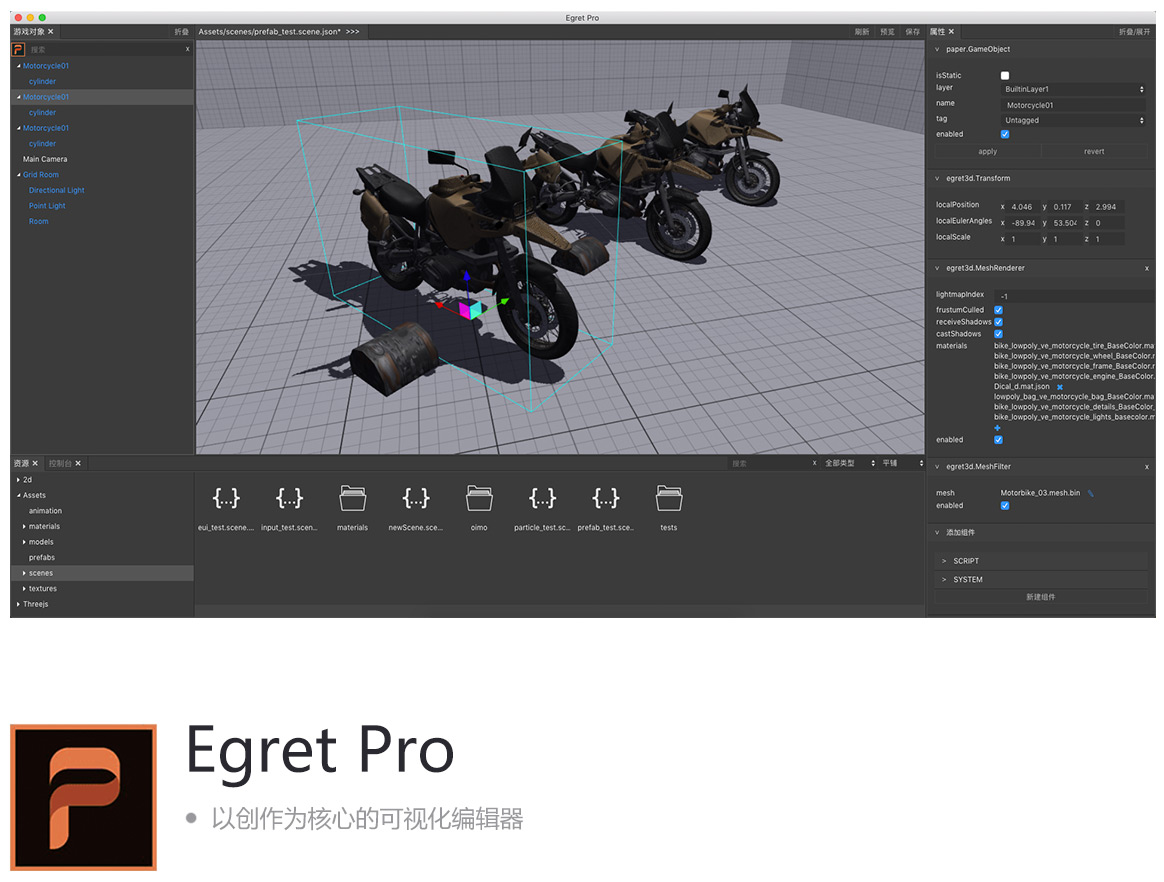 Egret Pro
游戏对象 ×
折叠
Assets/scenes/prefab_test.scene.json* >>>
刷新 预览 保存
属性 ×
折叠/展开
搜索 x
Motorcycle01
cylinder
Motorcycle01
cylinder
Motorcycle01
cylinder
Main Camera
Grid Room
Directional Light
Point Light
Room
paper.GameObject
isStatic
layer BuiltinLayer1
name Motorcycle01
tag Untagged
enabled
apply revert
egret3d.Transform
localPosition x 4.046 y 0.117 z 2.994
localEulerAngles x -89.94 y 53.504 z 0
localScale x 1 y 1 z 1
egret3d.MeshRenderer x
lightmapIndex -1
frustumCulled
receiveShadows
castShadows
materials bike_lowpoly_ve_motorcycle_tire_BaseColor.ma
bike_lowpoly_ve_motorcycle_wheel_BaseColor.r
bike_lowpoly_ve_motorcycle_frame_BaseColor.r
bike_lowpoly_ve_motorcycle_engine_BaseColor.
Dical_d.mat.json
lowpoly_bag_ve_motorcycle_bag_BaseColor.ma
bike_lowpoly_ve_motorcycle_details_BaseColor_
bike_lowpoly_ve_motorcycle_lights_basecolor.m
enabled
egret3d.MeshFilter x
mesh Motorbike_03.mesh.bin
enabled
添加组件
> SCRIPT
> SYSTEM
新建组件
资源 × 控制台 ×
搜索 x 全部类型 平铺
2d
Assets
animation
materials
models
prefabs
scenes
textures
Threejs
{...} {...} {...} {...} {...}
eui_test.scene.... input_test.scen.. materials newScene.sce... oimo particle_test.sc.. prefab_test.sce.. tests
Egret Pro
• 以创作为核心的可视化编辑器